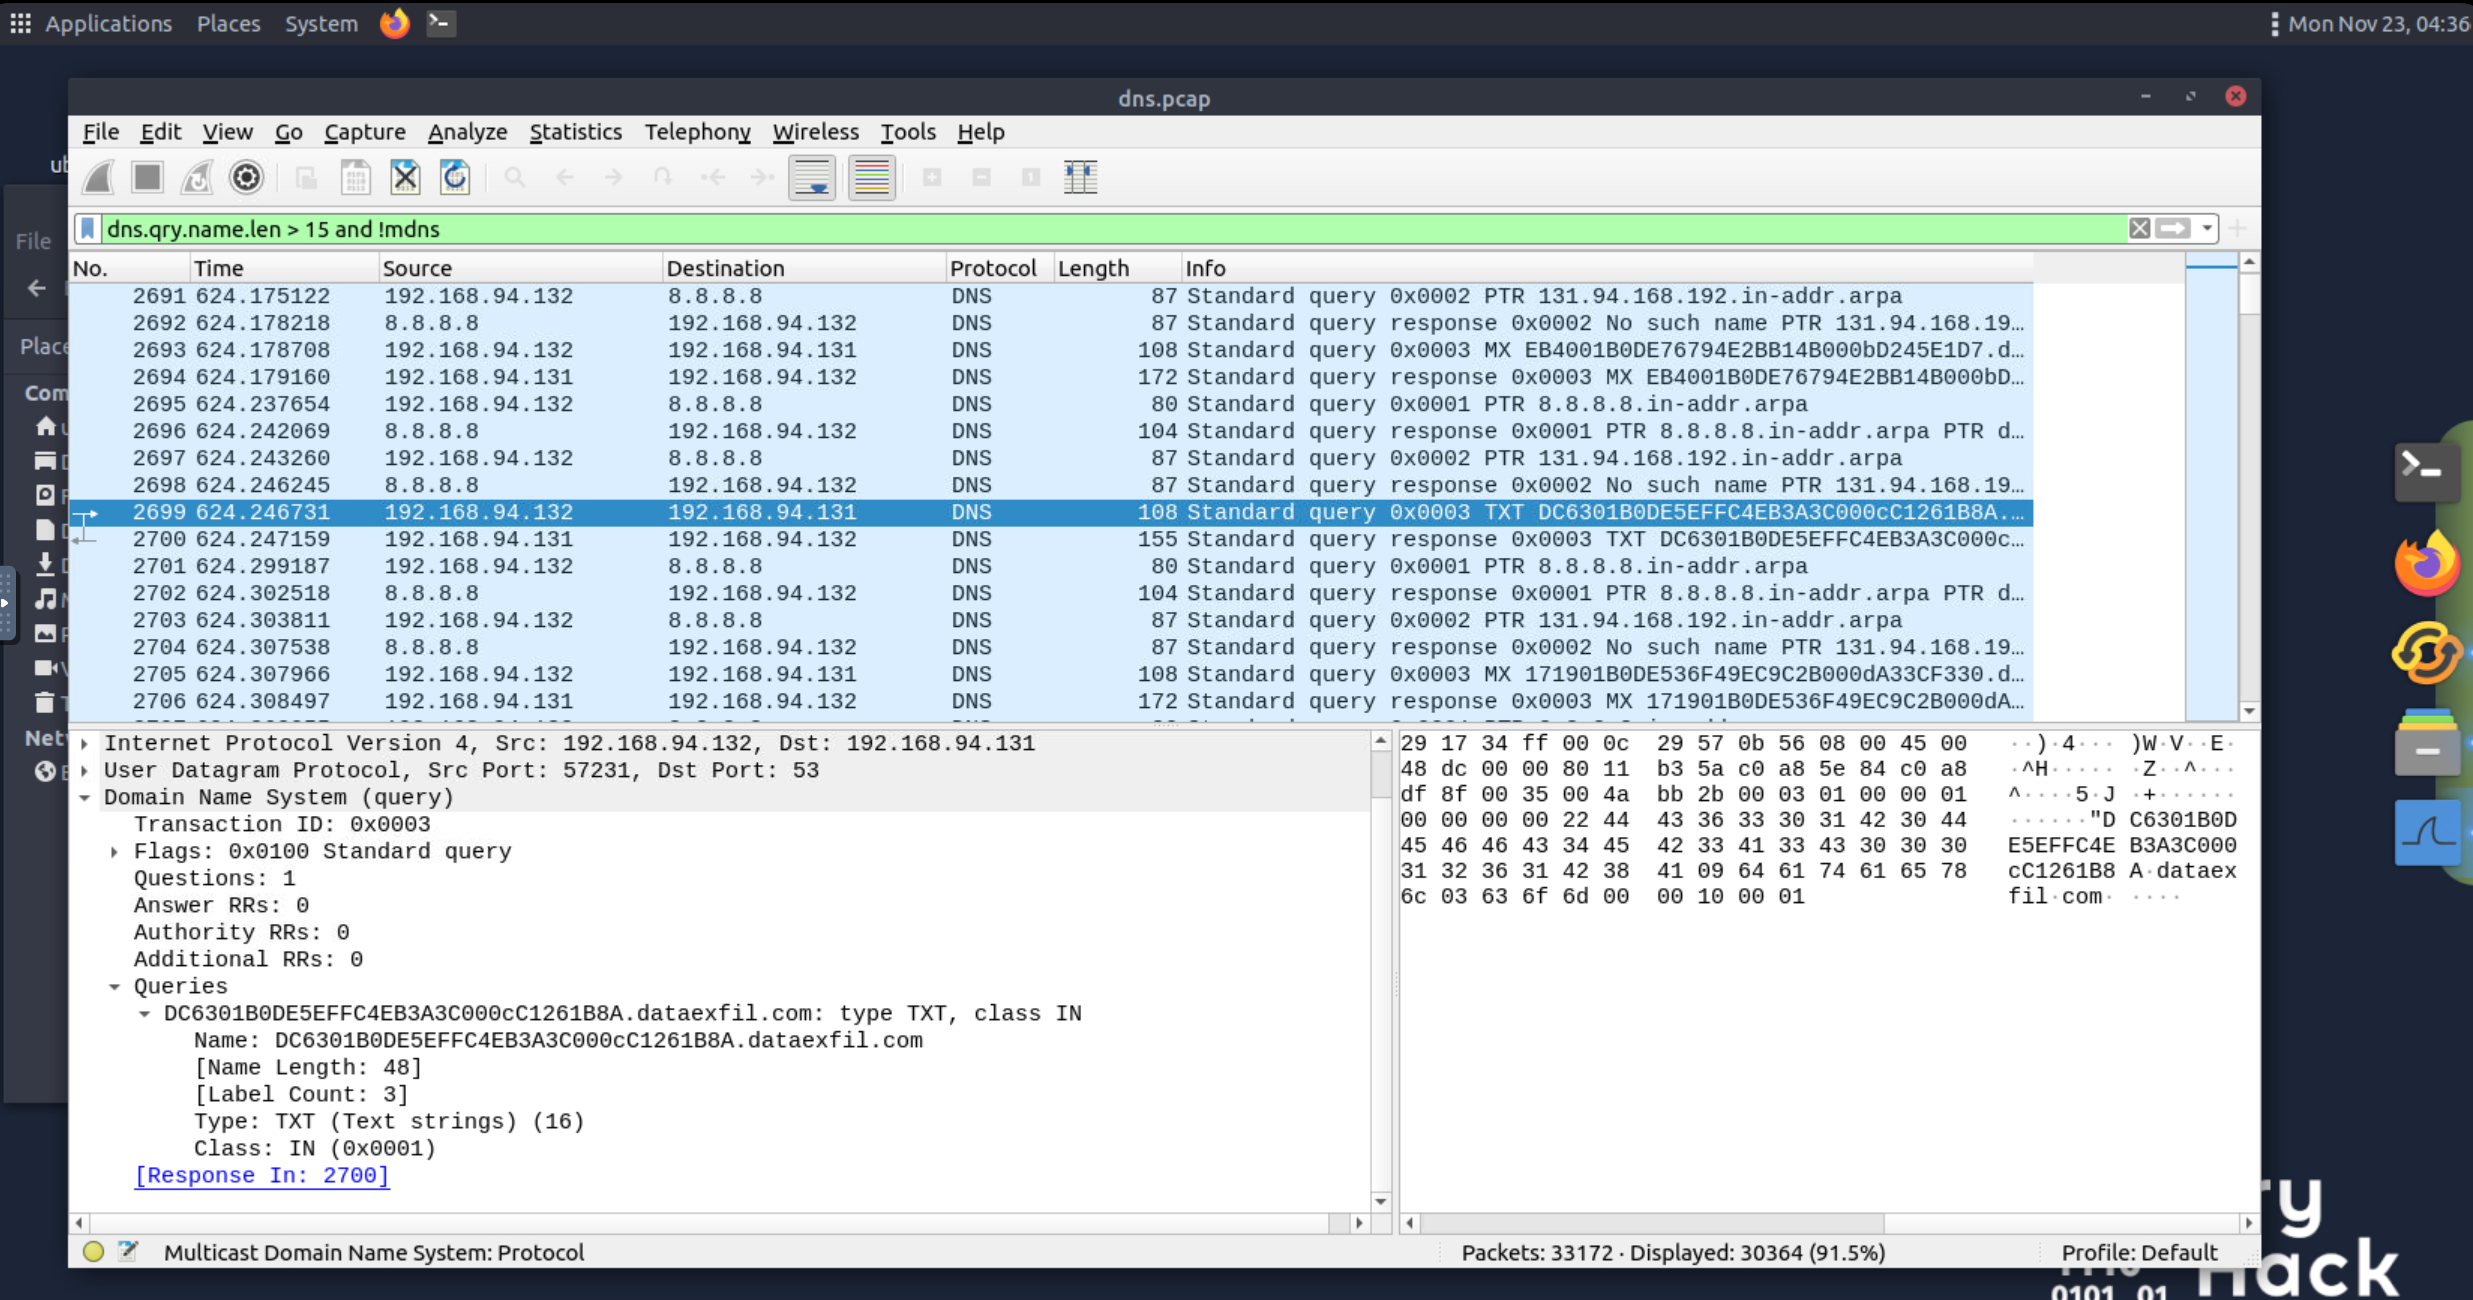 Applications Places System Mon Nov 23, 04:36
dns.pcap
File Edit View Go Capture Analyze Statistics Telephony Wireless Tools Help
dns.qry.name.len > 15 and !mdns
File
No. Time Source Destination Protocol Length Info
2691 624.175122 192.168.94.132 8.8.8.8 DNS 87 Standard query 0x0002 PTR 131.94.168.192.in-addr.arpa
2692 624.178218 8.8.8.8 192.168.94.132 DNS 87 Standard query response 0x0002 No such name PTR 131.94.168.19…
2693 624.178708 192.168.94.132 192.168.94.131 DNS 108 Standard query 0x0003 MX EB4001B0DE76794E2BB14B000bD245E1D7.d…
2694 624.179160 192.168.94.131 192.168.94.132 DNS 172 Standard query response 0x0003 MX EB4001B0DE76794E2BB14B000bD…
2695 624.237654 192.168.94.132 8.8.8.8 DNS 80 Standard query 0x0001 PTR 8.8.8.8.in-addr.arpa
2696 624.242069 8.8.8.8 192.168.94.132 DNS 104 Standard query response 0x0001 PTR 8.8.8.8.in-addr.arpa PTR d…
2697 624.243260 192.168.94.132 8.8.8.8 DNS 87 Standard query 0x0002 PTR 131.94.168.192.in-addr.arpa
2698 624.246245 8.8.8.8 192.168.94.132 DNS 87 Standard query response 0x0002 No such name PTR 131.94.168.19…
2699 624.246731 192.168.94.132 192.168.94.131 DNS 108 Standard query 0x0003 TXT DC6301B0DE5EFFC4EB3A3C000cC1261B8A.…
2700 624.247159 192.168.94.131 192.168.94.132 DNS 155 Standard query response 0x0003 TXT DC6301B0DE5EFFC4EB3A3C000c…
2701 624.299187 192.168.94.132 8.8.8.8 DNS 80 Standard query 0x0001 PTR 8.8.8.8.in-addr.arpa
2702 624.302518 8.8.8.8 192.168.94.132 DNS 104 Standard query response 0x0001 PTR 8.8.8.8.in-addr.arpa PTR d…
2703 624.303811 192.168.94.132 8.8.8.8 DNS 87 Standard query 0x0002 PTR 131.94.168.192.in-addr.arpa
2704 624.307538 8.8.8.8 192.168.94.132 DNS 87 Standard query response 0x0002 No such name PTR 131.94.168.19…
2705 624.307966 192.168.94.132 192.168.94.131 DNS 108 Standard query 0x0003 MX 171901B0DE536F49EC9C2B000dA33CF330.d…
2706 624.308497 192.168.94.131 192.168.94.132 DNS 172 Standard query response 0x0003 MX 171901B0DE536F49EC9C2B000dA…
Place
Com
Net
Internet Protocol Version 4, Src: 192.168.94.132, Dst: 192.168.94.131
User Datagram Protocol, Src Port: 57231, Dst Port: 53
Domain Name System (query)
Transaction ID: 0x0003
Flags: 0x0100 Standard query
Questions: 1
Answer RRs: 0
Authority RRs: 0
Additional RRs: 0
Queries
DC6301B0DE5EFFC4EB3A3C000cC1261B8A.dataexfil.com: type TXT, class IN
Name: DC6301B0DE5EFFC4EB3A3C000cC1261B8A.dataexfil.com
[Name Length: 48]
[Label Count: 3]
Type: TXT (Text strings) (16)
Class: IN (0x0001)
[Response In: 2700]
29 17 34 ff 00 0c 29 57 0b 56 08 00 45 00 ··)·4··· )W·V··E·
48 dc 00 00 80 11 b3 5a c0 a8 5e 84 c0 a8 ·^H····· ·Z··^···
df 8f 00 35 00 4a bb 2b 00 03 01 00 00 01 ^····5·J ·+······
00 00 00 00 22 44 43 36 33 30 31 42 30 44 ······"D C6301B0D
45 46 46 43 34 45 42 33 41 33 43 30 30 30 E5EFFC4E B3A3C000
31 32 36 31 42 38 41 09 64 61 74 61 65 78 cC1261B8 A·dataex
6c 03 63 6f 6d 00 00 10 00 01 fil·com· ····
Multicast Domain Name System: Protocol Packets: 33172 · Displayed: 30364 (91.5%) Profile: Default
ry
Hack
0101 01